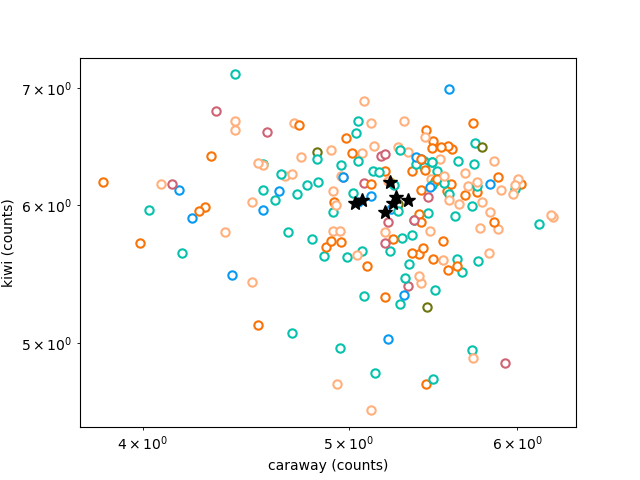 7 × 10⁰
6 × 10⁰
5 × 10⁰
kiwi (counts)
4 × 10⁰ 5 × 10⁰ 6 × 10⁰
caraway (counts)